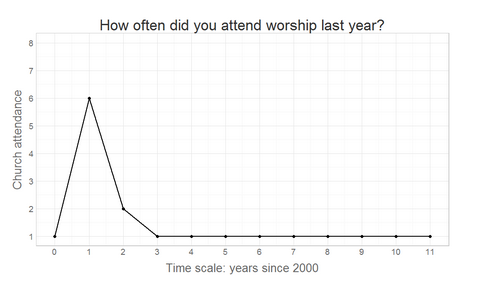 How often did you attend worship last year?
8
7
6
5
4
3
2
1
Church attendance
0 1 2 3 4 5 6 7 8 9 10 11
Time scale: years since 2000